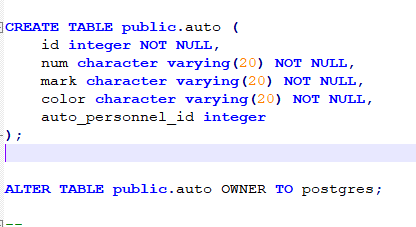 CREATE TABLE public.auto (
    id integer NOT NULL,
    num character varying(20) NOT NULL,
    mark character varying(20) NOT NULL,
    color character varying(20) NOT NULL,
    auto_personnel_id integer
);
ALTER TABLE public.auto OWNER TO postgres;
--